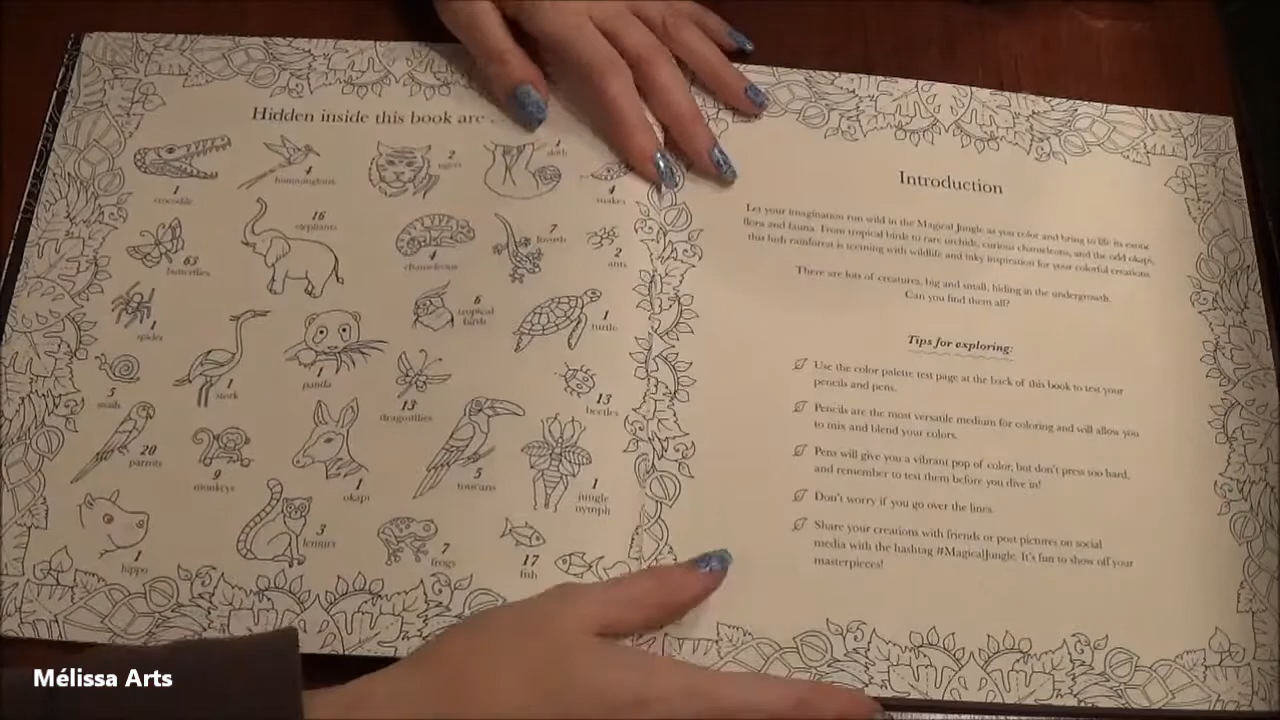 Hidden inside this book are .
1
crocodile
4
hummingbirds
2
tigers
1
sloth
4
snakes
63
butterflies
16
elephants
4
chameleons
7
lizards
2
ants
1
spider
1
stork
1
panda
6
tropical
birds
1
turtle
5
snails
13
dragonflies
13
beetles
20
parrots
9
monkeys
1
okapi
5
toucans
1
jungle
nymph
1
hippo
3
lemurs
7
frogs
17
fish
Introduction
Let your imagination run wild in the Magical Jungle as you color and bring to life its exotic
flora and fauna. From tropical birds to rare orchids, curious chameleons, and the odd okapi,
this lush rainforest is teeming with wildlife and inky inspiration for your colorful creations.
There are lots of creatures, big and small, hiding in the undergrowth.
Can you find them all?
Tips for exploring:
Use the color palette test page at the back of this book to test your
pencils and pens.
Pencils are the most versatile medium for coloring and will allow you
to mix and blend your colors.
Pens will give you a vibrant pop of color, but don't press too hard,
and remember to test them before you dive in!
Don't worry if you go over the lines.
Share your creations with friends or post pictures on social
media with the hashtag #MagicalJungle. It's fun to show off your
masterpieces!
Mélissa Arts